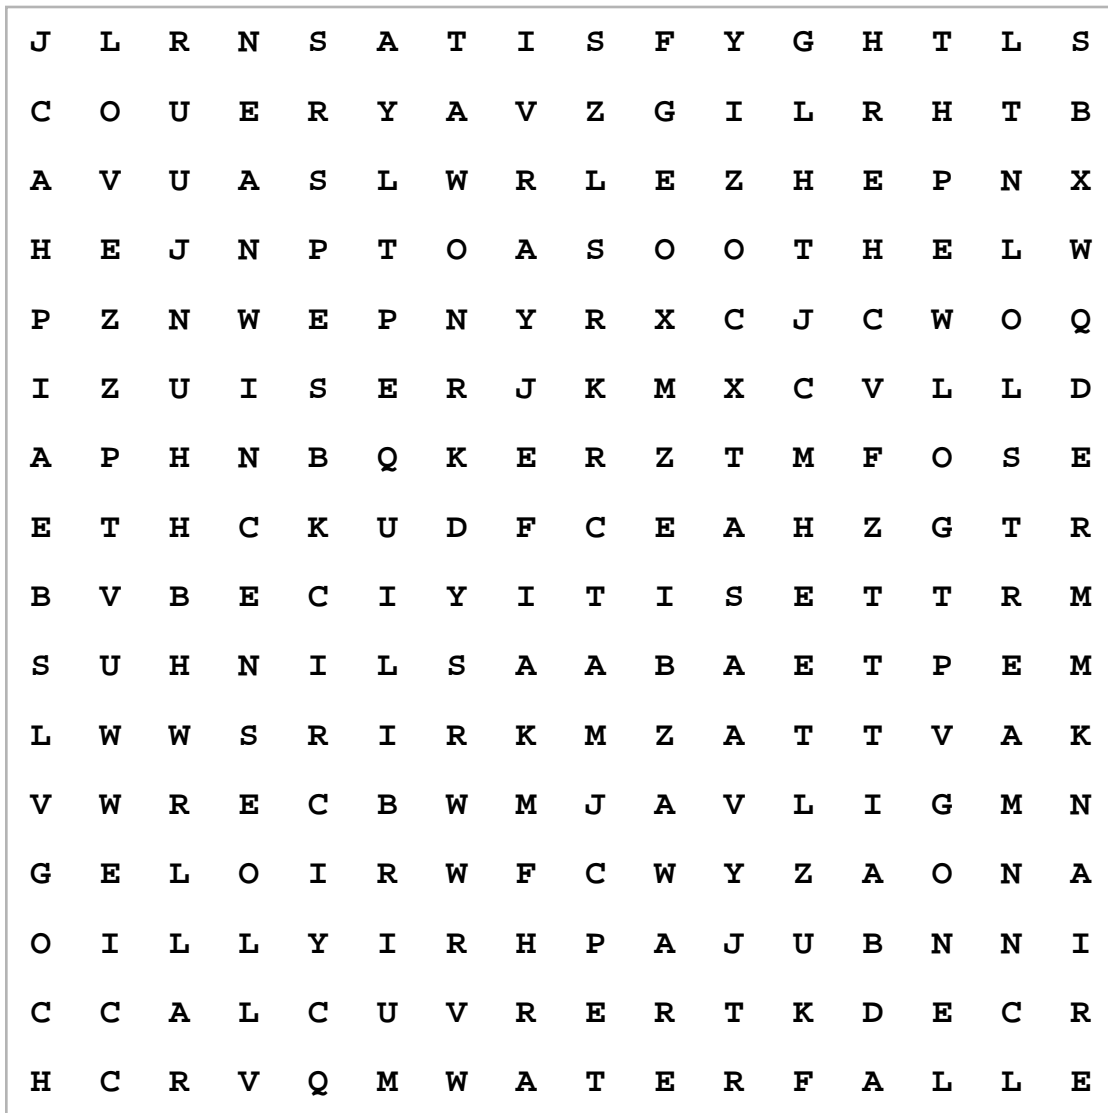 J L R N S A T I S F Y G H T L S
C O U E R Y A V Z G I L R H T B
A V U A S L W R L E Z H E P N X
H E J N P T O A S O O T H E L W
P Z N W E P N Y R X C J C W O Q
I Z U I S E R J K M X C V L L D
A P H N B Q K E R Z T M F O S E
E T H C K U D F C E A H Z G T R
B V B E C I Y I T I S E T T R M
S U H N I L S A A B A E T P E M
L W W S R I R K M Z A T T V A K
V W R E C B W M J A V L I G M N
G E L O I R W F C W Y Z A O N A
O I L L Y I R H P A J U B N N I
C C A L C U V R E R T K D E C R
H C R V Q M W A T E R F A L L E